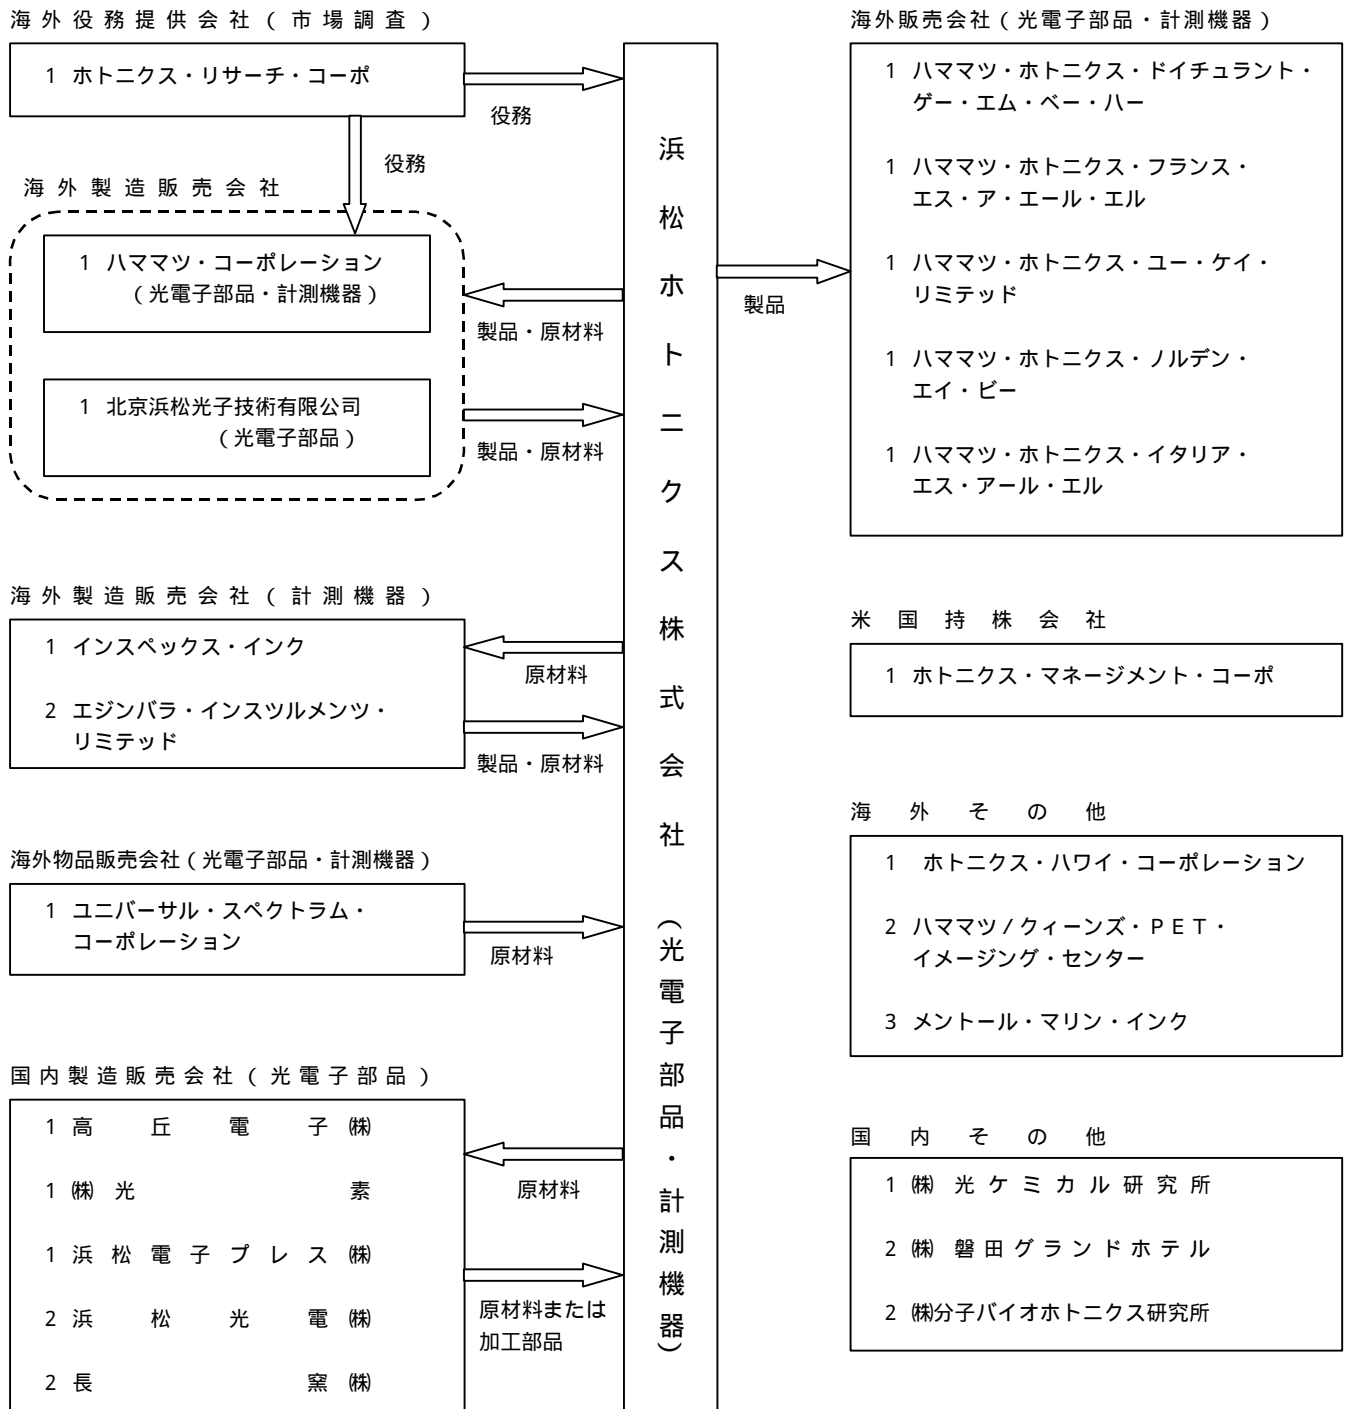 海外役務提供会社(市場調査)
1 ホトニクス・リサーチ・コーポ
役務
役務
海外製造販売会社
1 ハママツ・コーポレーション
(光電子部品・計測機器)
製品・原材料
1 北京浜松光子技術有限公司
(光電子部品)
製品・原材料
海外製造販売会社(計測機器)
1 インスペックス・インク
原材料
2 エジンバラ・インスツルメンツ・
リミテッド
製品・原材料
海外物品販売会社(光電子部品・計測機器)
1 ユニバーサル・スペクトラム・
コーポレーション
原材料
国内製造販売会社(光電子部品)
1 高丘電子㈱
1 ㈱光素
原材料
1 浜松電子プレス㈱
2 浜松光電㈱
原材料または
加工部品
2 長窯㈱
浜松ホトニクス株式会社(光電子部品・計測機器)
製品
海外販売会社(光電子部品・計測機器)
1 ハママツ・ホトニクス・ドイチュラント・
ゲー・エム・ベー・ハー
1 ハママツ・ホトニクス・フランス・
エス・ア・エール・エル
1 ハママツ・ホトニクス・ユー・ケイ・
リミテッド
1 ハママツ・ホトニクス・ノルデン・
エイ・ビー
1 ハママツ・ホトニクス・イタリア・
エス・アール・エル
米国持株会社
1 ホトニクス・マネージメント・コーポ
海外その他
1 ホトニクス・ハワイ・コーポレーション
2 ハママツ/クィーンズ・PET・
イメージング・センター
3 メントール・マリン・インク
国内その他
1 ㈱光ケミカル研究所
2 ㈱磐田グランドホテル
2 ㈱分子バイオホトニクス研究所